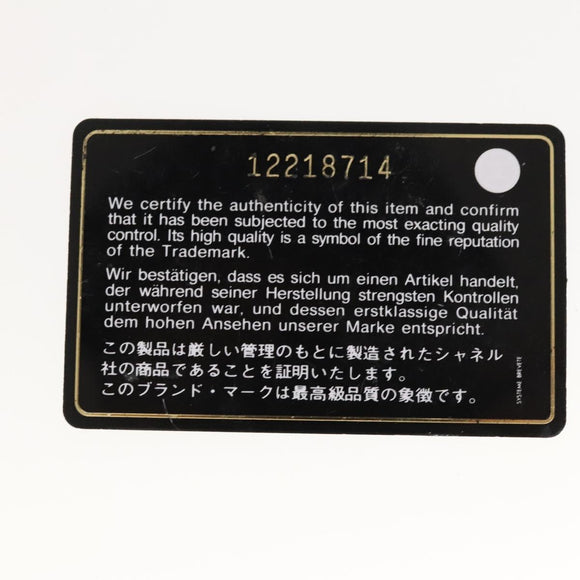 12218714
We certify the authenticity of this item and confirm
that it has been subjected to the most exacting quality
control. Its high quality is a symbol of the fine reputation
of the Trademark.
Wir bestätigen, dass es sich um einen Artikel handelt,
der während seiner Herstellung strengsten Kontrollen
unterworfen war, und dessen erstklassige Qualität
dem hohen Ansehen unserer Marke entspricht.
この製品は厳しい管理のもとに製造されたシャネル
社の商品であることを証明いたします。
このブランド・マークは最高級品質の象徴です。
SYSTEME BREVETE